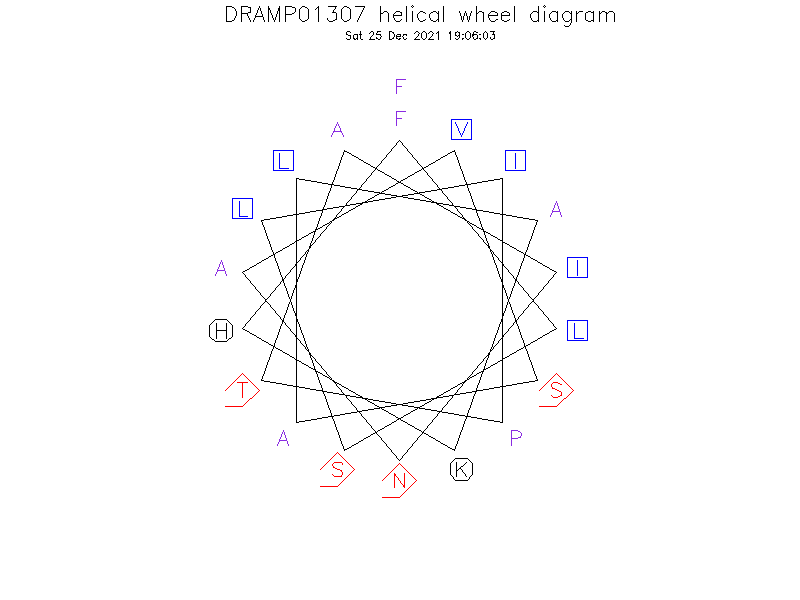 DRAMP01307 helical wheel diagram
Sat 25 Dec 2021 19:06:03
F
F
A V
L I
L A
A I
H L
T S
A P
S K
N